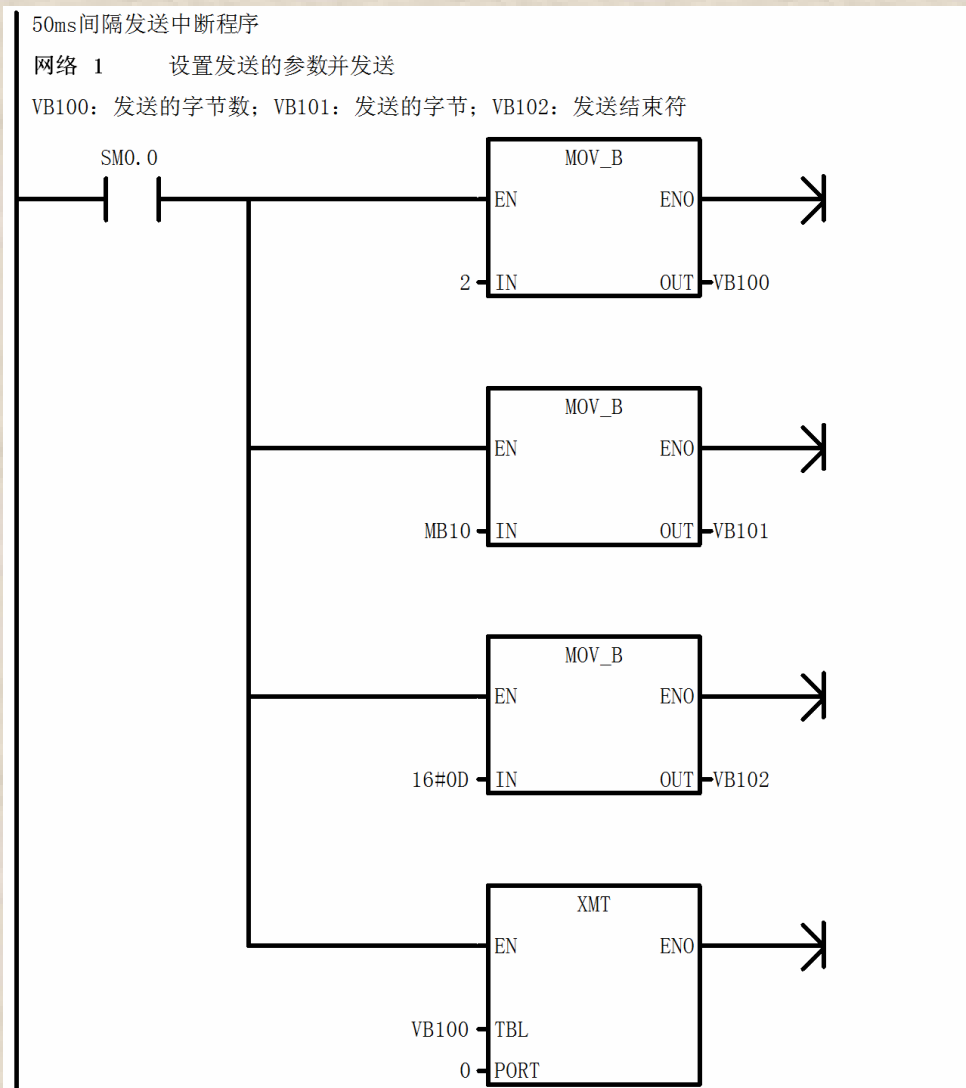 50ms间隔发送中断程序
网络 1 设置发送的参数并发送
VB100: 发送的字节数; VB101: 发送的字节; VB102: 发送结束符
SM0.0
MOV_B
EN ENO
2 IN OUT VB100
MOV_B
EN ENO
MB10 IN OUT VB101
MOV_B
EN ENO
16#0D IN OUT VB102
XMT
EN ENO
VB100 TBL
0 PORT